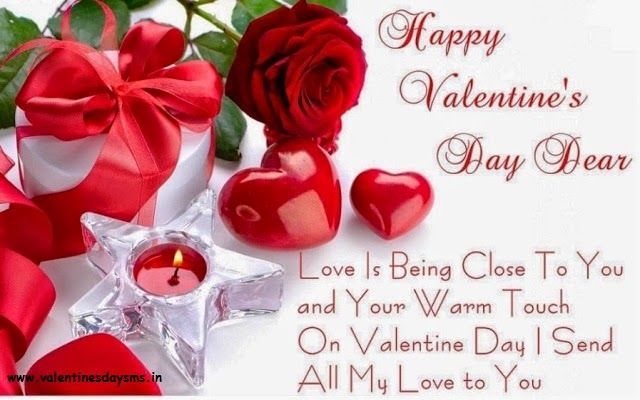 Happy
Valentine's
Day Dear
Love Is Being Close To You
and Your Warm Touch
On Valentine Day I Send
All My Love to You
www.valentinesdaysms.in